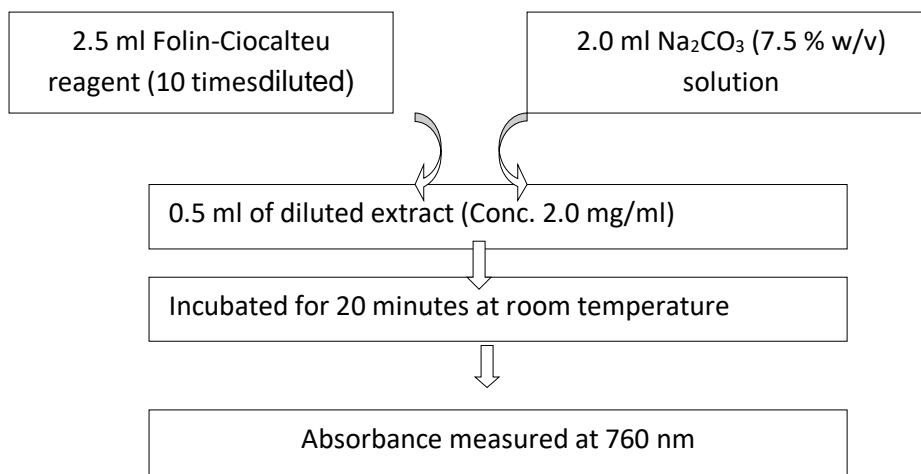 2.5 ml Folin-Ciocalteu
reagent (10 timesdiluted)
2.0 ml Na₂CO₃ (7.5 % w/v)
solution
0.5 ml of diluted extract (Conc. 2.0 mg/ml)
Incubated for 20 minutes at room temperature
Absorbance measured at 760 nm